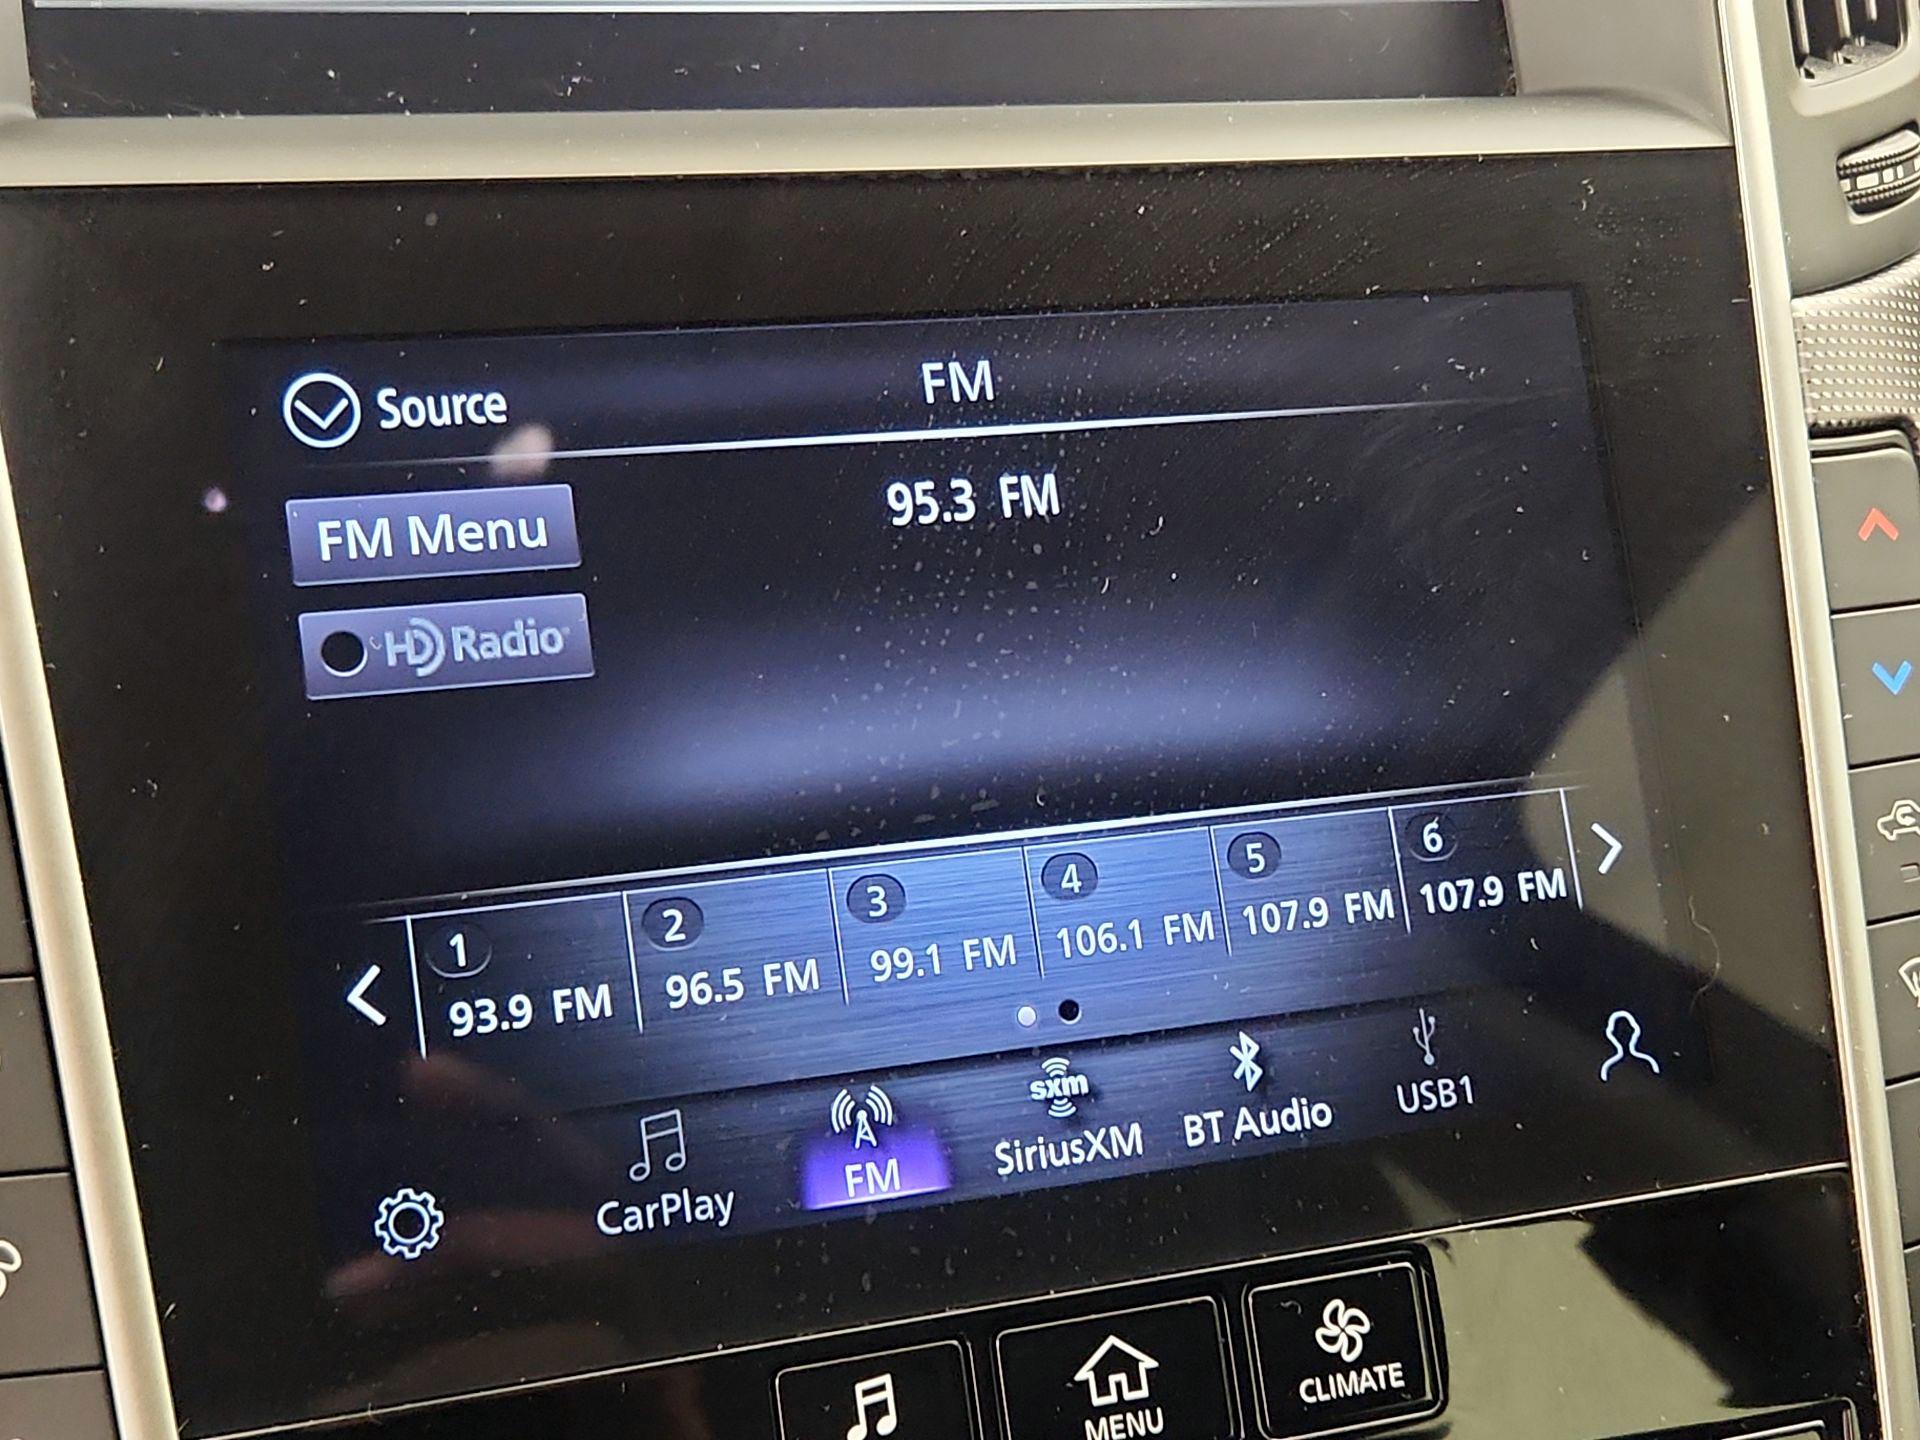 Source
FM
95.3 FM
FM Menu
HD Radio
1 2 3 4 5 6
93.9 FM 96.5 FM 99.1 FM 106.1 FM 107.9 FM 107.9 FM
sxm
CarPlay FM SiriusXM BT Audio USB1
MENU CLIMATE